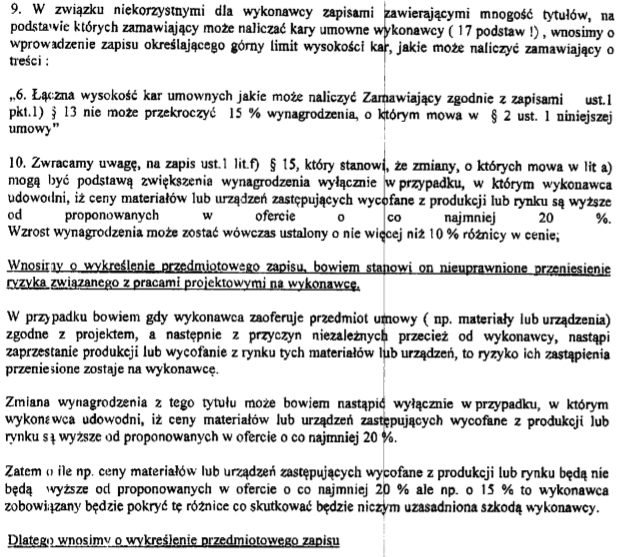 9. W związku niekorzystnymi dla wykonawcy zapisami zawierającymi mnogość tytułów, na
podstawie których zamawiający może naliczać kary umowne wykonawcy ( 17 podstaw !) , wnosimy o
wprowadzenie zapisu określającego górny limit wysokości kar, jakie może naliczyć zamawiający o
treści :
„6. Łączna wysokość kar umownych jakie może naliczyć Zamawiający zgodnie z zapisami ust.1
pkt.1) § 13 nie może przekroczyć 15 % wynagrodzenia, o którym mowa w § 2 ust. 1 niniejszej
umowy”
10. Zwracamy uwagę, na zapis ust.1 lit.f) § 15, który stanowi, że zmiany, o których mowa w lit a)
mogą być podstawą zwiększenia wynagrodzenia wyłącznie w przypadku, w którym wykonawca
udowodni, iż ceny materiałów lub urządzeń zastępujących wycofane z produkcji lub rynku są wyższe
od proponowanych w ofercie o co najmniej 20 %.
Wzrost wynagrodzenia może zostać wówczas ustalony o nie więcej niż 10 % różnicy w cenie;
Wnosimy o wykreślenie przedmiotowego zapisu, bowiem stanowi on nieuprawnione przeniesienie
ryzyka związanego z pracami projektowymi na wykonawcę.
W przypadku bowiem gdy wykonawca zaoferuje przedmiot umowy ( np. materiały lub urządzenia)
zgodne z projektem, a następnie z przyczyn niezależnych przecież od wykonawcy, nastąpi
zaprzestanie produkcji lub wycofanie z rynku tych materiałów lub urządzeń, to ryzyko ich zastąpienia
przeniesione zostaje na wykonawcę.
Zmiana wynagrodzenia z tego tytułu może bowiem nastąpić wyłącznie w przypadku, w którym
wykonawca udowodni, iż ceny materiałów lub urządzeń zastępujących wycofane z produkcji lub
rynku są wyższe od proponowanych w ofercie o co najmniej 20 %.
Zatem o ile np. ceny materiałów lub urządzeń zastępujących wycofane z produkcji lub rynku będą nie
będą wyższe od proponowanych w ofercie o co najmniej 20 % ale np. o 15 % to wykonawca
zobowiązany będzie pokryć tę różnice co skutkować będzie niczym uzasadniona szkodą wykonawcy.
Dlatego wnosimy o wykreślenie przedmiotowego zapisu